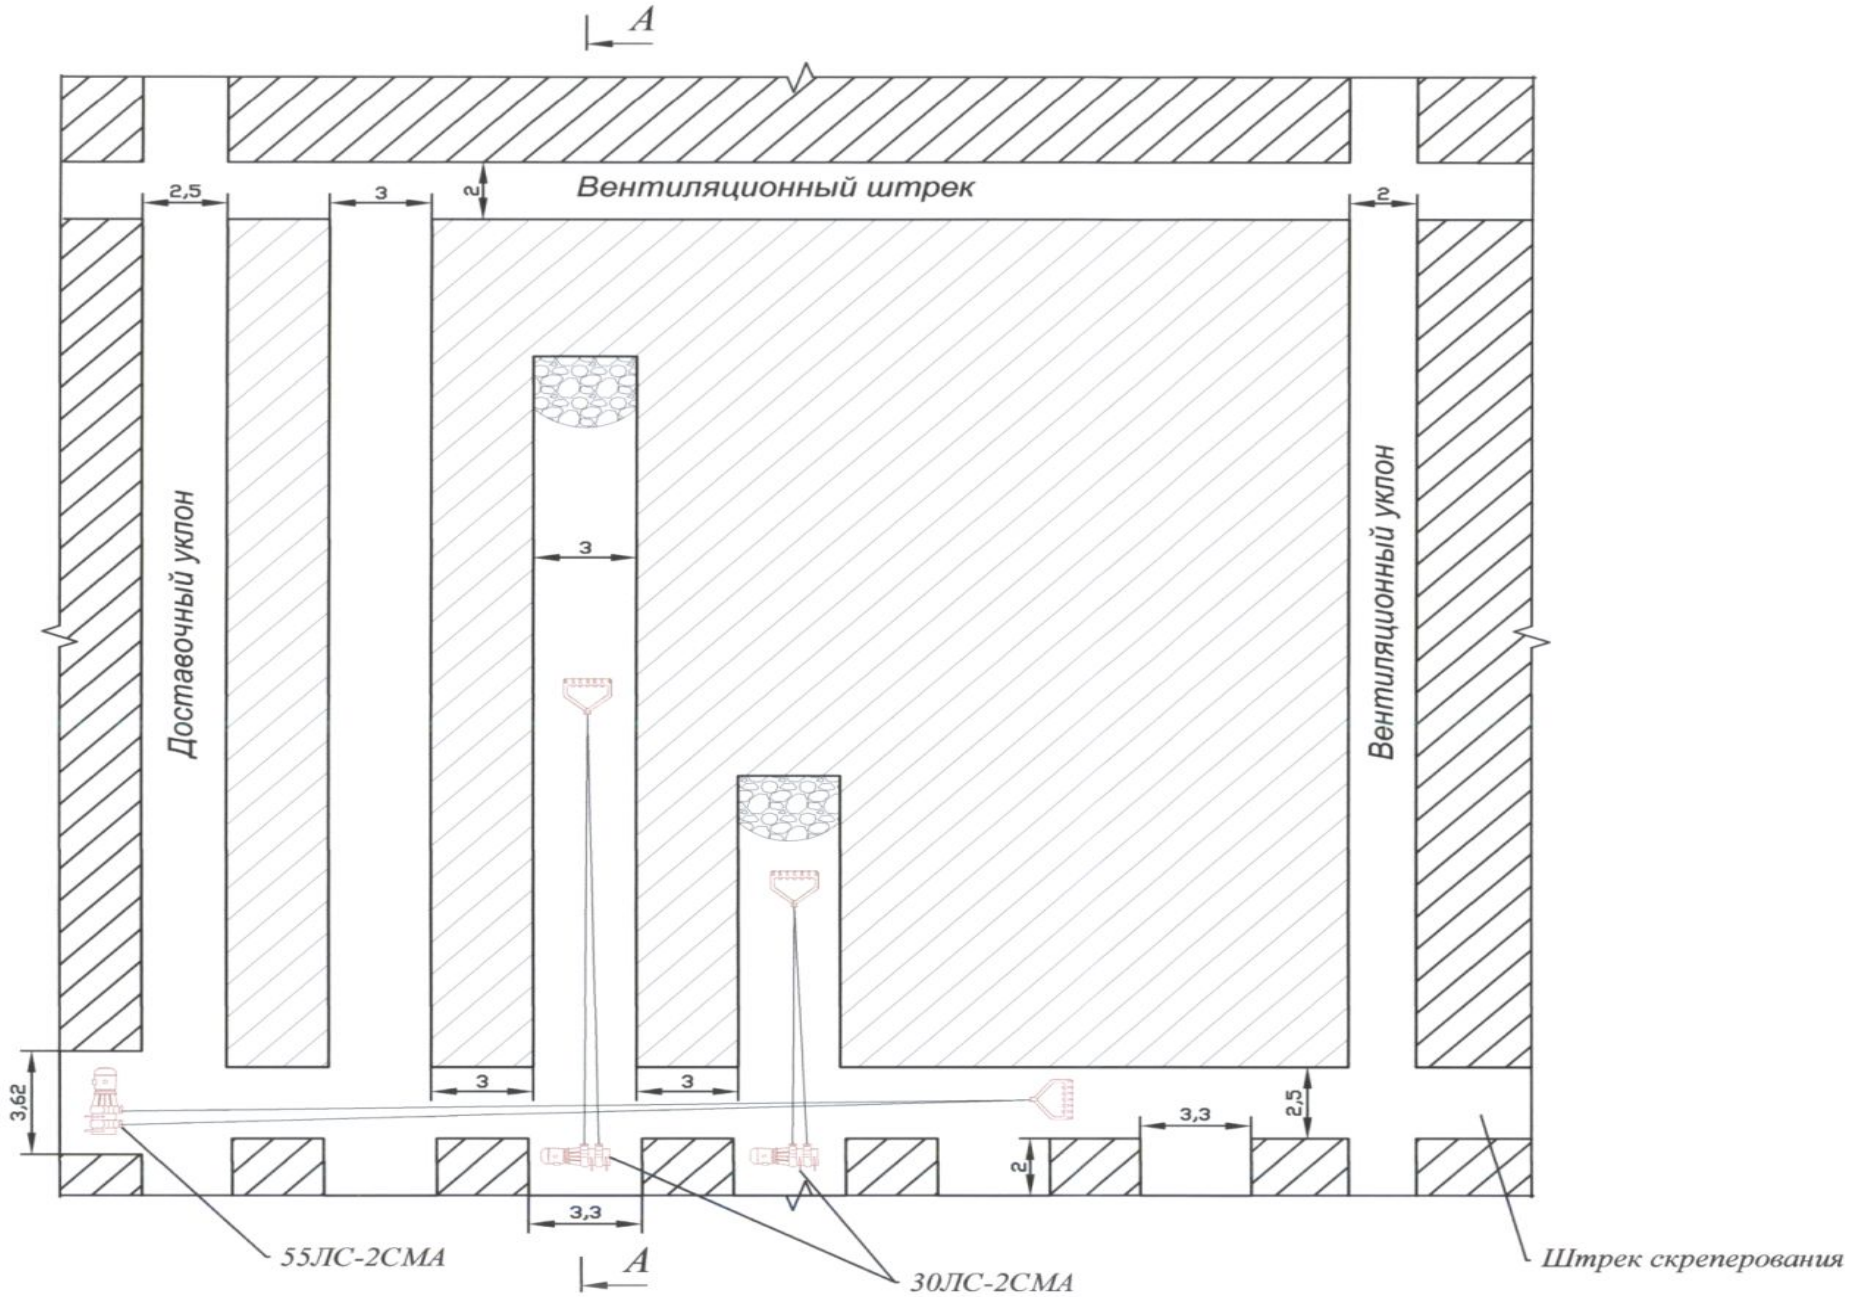 А
Вентиляционный штрек
2,5
3
2
2
3
Доставочный уклон
Вентиляционный уклон
3
3
3,62
2,5
3,3
2
3,3
55ЛС-2СМА
А
30ЛС-2СМА
Штрек скреперования